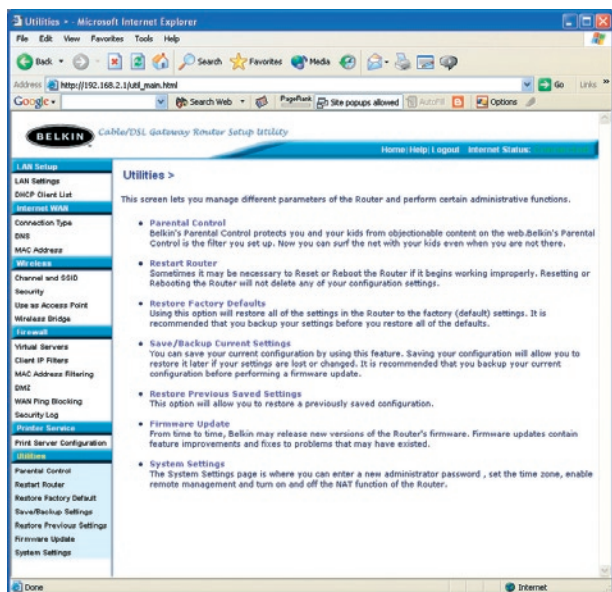 Utilities > - Microsoft Internet Explorer
File Edit View Favorites Tools Help
Back Search Favorites Media
Address http://192.168.2.1/util_main.html Go Links »
Google Search Web PageRank Site popups allowed AutoFill Options
BELKIN Cable/DSL Gateway Router Setup Utility
Home|Help|Logout Internet Status:
LAN Setup
LAN Settings
DHCP Client List
Internet WAN
Connection Type
DNS
MAC Address
Wireless
Channel and SSID
Security
Use as Access Point
Wireless Bridge
Firewall
Virtual Servers
Client IP Filters
MAC Address Filtering
DMZ
WAN Ping Blocking
Security Log
Printer Service
Print Server Configuration
Utilities
Parental Control
Restart Router
Restore Factory Default
Save/Backup Settings
Restore Previous Settings
Firmware Update
System Settings
Utilities >
This screen lets you manage different parameters of the Router and perform certain administrative functions.
• Parental Control
Belkin's Parental Control protects you and your kids from objectionable content on the web.Belkin's Parental
Control is the filter you set up. Now you can surf the net with your kids even when you are not there.
• Restart Router
Sometimes it may be necessary to Reset or Reboot the Router if it begins working improperly. Resetting or
Rebooting the Router will not delete any of your configuration settings.
• Restore Factory Defaults
Using this option will restore all of the settings in the Router to the factory (default) settings. It is
recommended that you backup your settings before you restore all of the defaults.
• Save/Backup Current Settings
You can save your current configuration by using this feature. Saving your configuration will allow you to
restore it later if your settings are lost or changed. It is recommended that you backup your current
configuration before performing a firmware update.
• Restore Previous Saved Settings
This option will allow you to restore a previously saved configuration.
• Firmware Update
From time to time, Belkin may release new versions of the Router's firmware. Firmware updates contain
feature improvements and fixes to problems that may have existed.
• System Settings
The System Settings page is where you can enter a new administrator password , set the time zone, enable
remote management and turn on and off the NAT function of the Router.
Done Internet